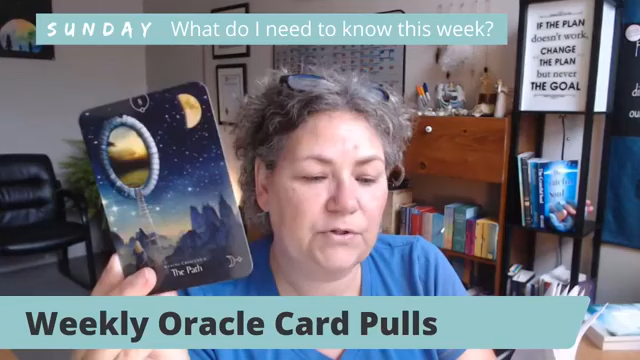 SUNDAY What do I need to know this week?
IF THE PLAN
doesn't work,
CHANGE
THE PLAN
but never
THE GOAL
The Path
Weekly Oracle Card Pulls